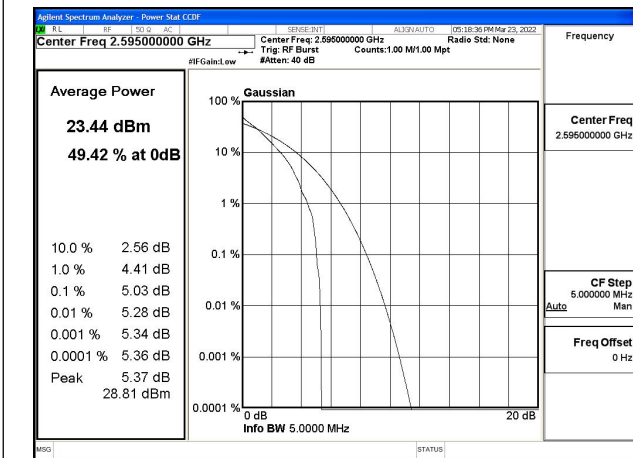 Agilent Spectrum Analyzer - Power Stat CCDF
RL RF 50 Ω AC SENSE:INT ALIGN AUTO 05:18:36 PM Mar 23, 2022
Center Freq 2.595000000 GHz
Center Freq: 2.595000000 GHz Radio Std: None
Trig: RF Burst Counts:1.00 M/1.00 Mpt
#IFGain:Low #Atten: 40 dB
Frequency
Average Power
23.44 dBm
49.42 % at 0dB
10.0 % 2.56 dB
1.0 % 4.41 dB
0.1 % 5.03 dB
0.01 % 5.28 dB
0.001 % 5.34 dB
0.0001 % 5.36 dB
Peak 5.37 dB
28.81 dBm
Gaussian
100 %
10 %
1 %
0.1 %
0.01 %
0.001 %
0.0001 %
0 dB 20 dB
Info BW 5.0000 MHz
Center Freq
2.595000000 GHz
CF Step
5.000000 MHz
Auto Man
Freq Offset
0 Hz
MSG STATUS